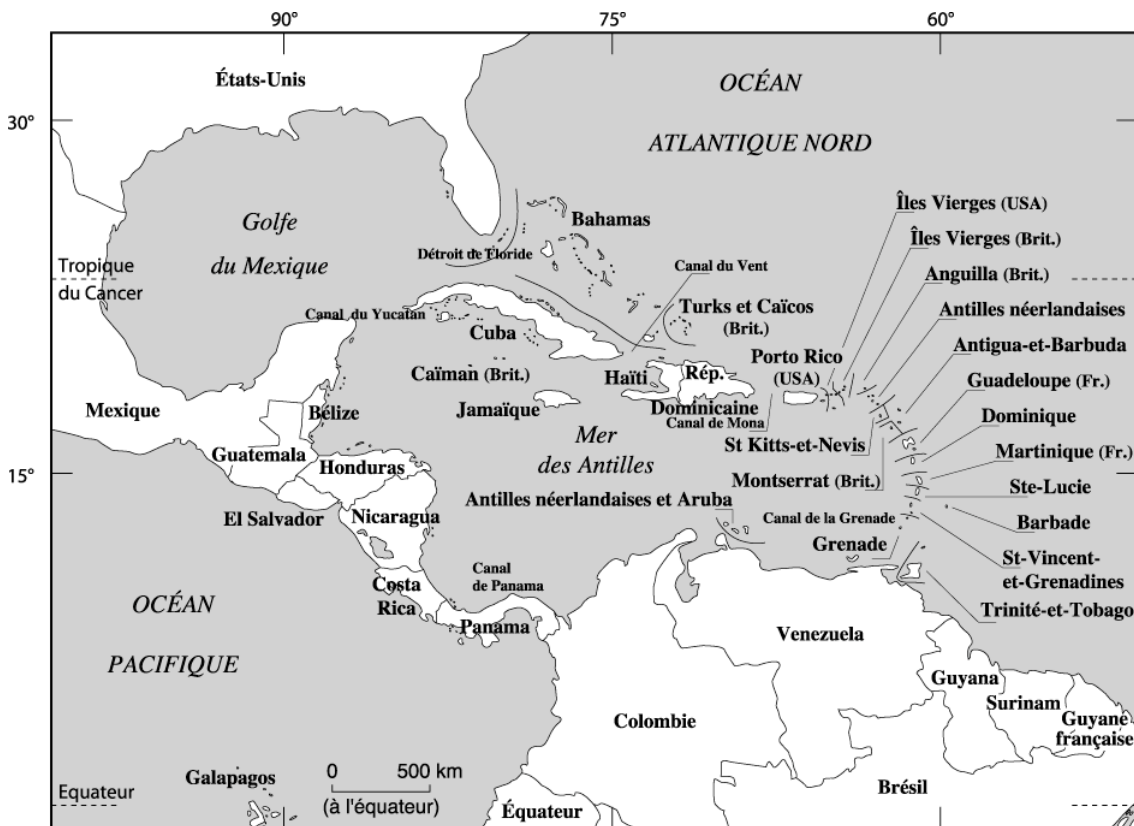 90°
75°
60°
États-Unis
OCÉAN
30°
ATLANTIQUE NORD
Îles Vierges (USA)
Golfe
du Mexique
Bahamas
Îles Vierges (Brit.)
Détroit de Floride
Canal du Vent
Anguilla (Brit.)
Tropique
du Cancer
Canal du Yucatan
Cuba
Turks et Caïcos
(Brit.)
Antilles néerlandaises
Antigua-et-Barbuda
Porto Rico
(USA)
Caïman (Brit.)
Haïti
Rép.
Dominicaine
Guadeloupe (Fr.)
Mexique
Bélize
Jamaïque
Canal de Mona
Dominique
Mer
des Antilles
St Kitts-et-Nevis
Guatemala
Honduras
Martinique (Fr.)
15°
Montserrat (Brit.)
Ste-Lucie
Antilles néerlandaises et Aruba
El Salvador
Nicaragua
Canal de la Grenade
Barbade
Grenade
St-Vincent-
et-Grenadines
Canal
de Panama
Costa
Rica
OCÉAN
PACIFIQUE
Trinité-et-Tobago
Panama
Venezuela
Guyana
Surinam
Guyane
française
Colombie
Galapagos
0 500 km
(à l'équateur)
Equateur
Équateur
Brésil